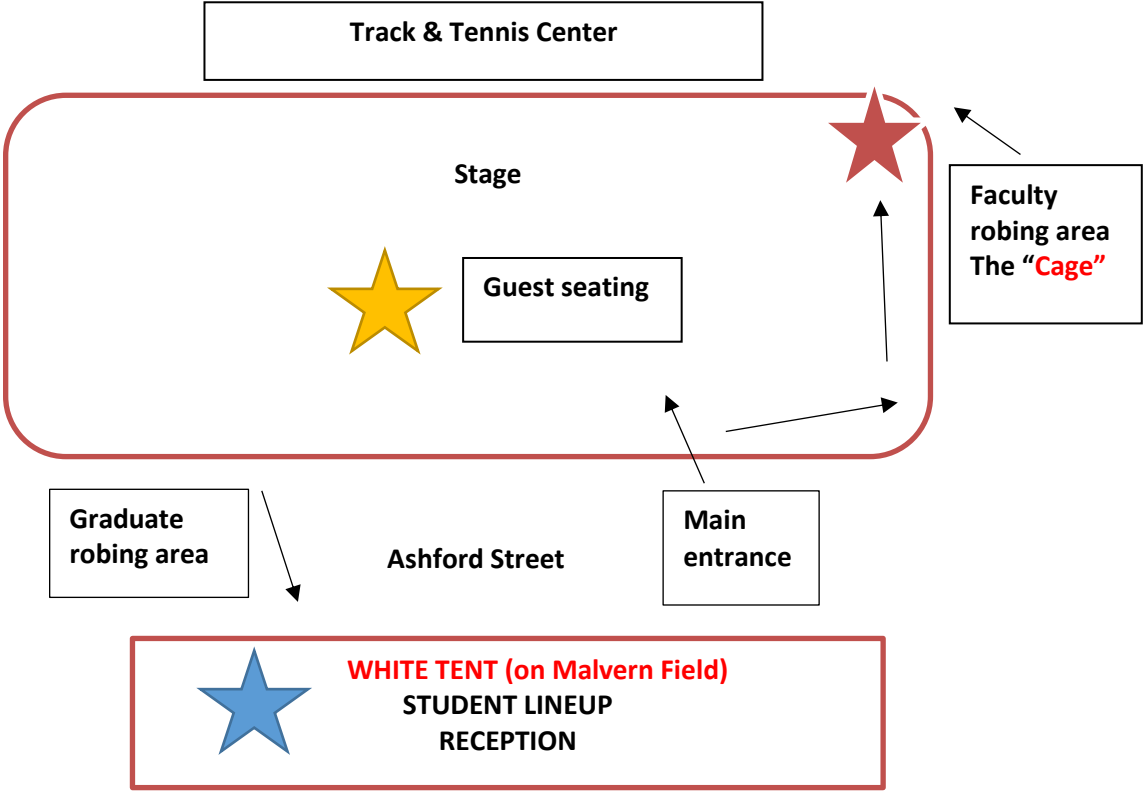 Track & Tennis Center
Stage
Faculty
robing area
The “Cage”
Guest seating
Graduate
robing area
Ashford Street
Main
entrance
WHITE TENT (on Malvern Field)
STUDENT LINEUP
RECEPTION